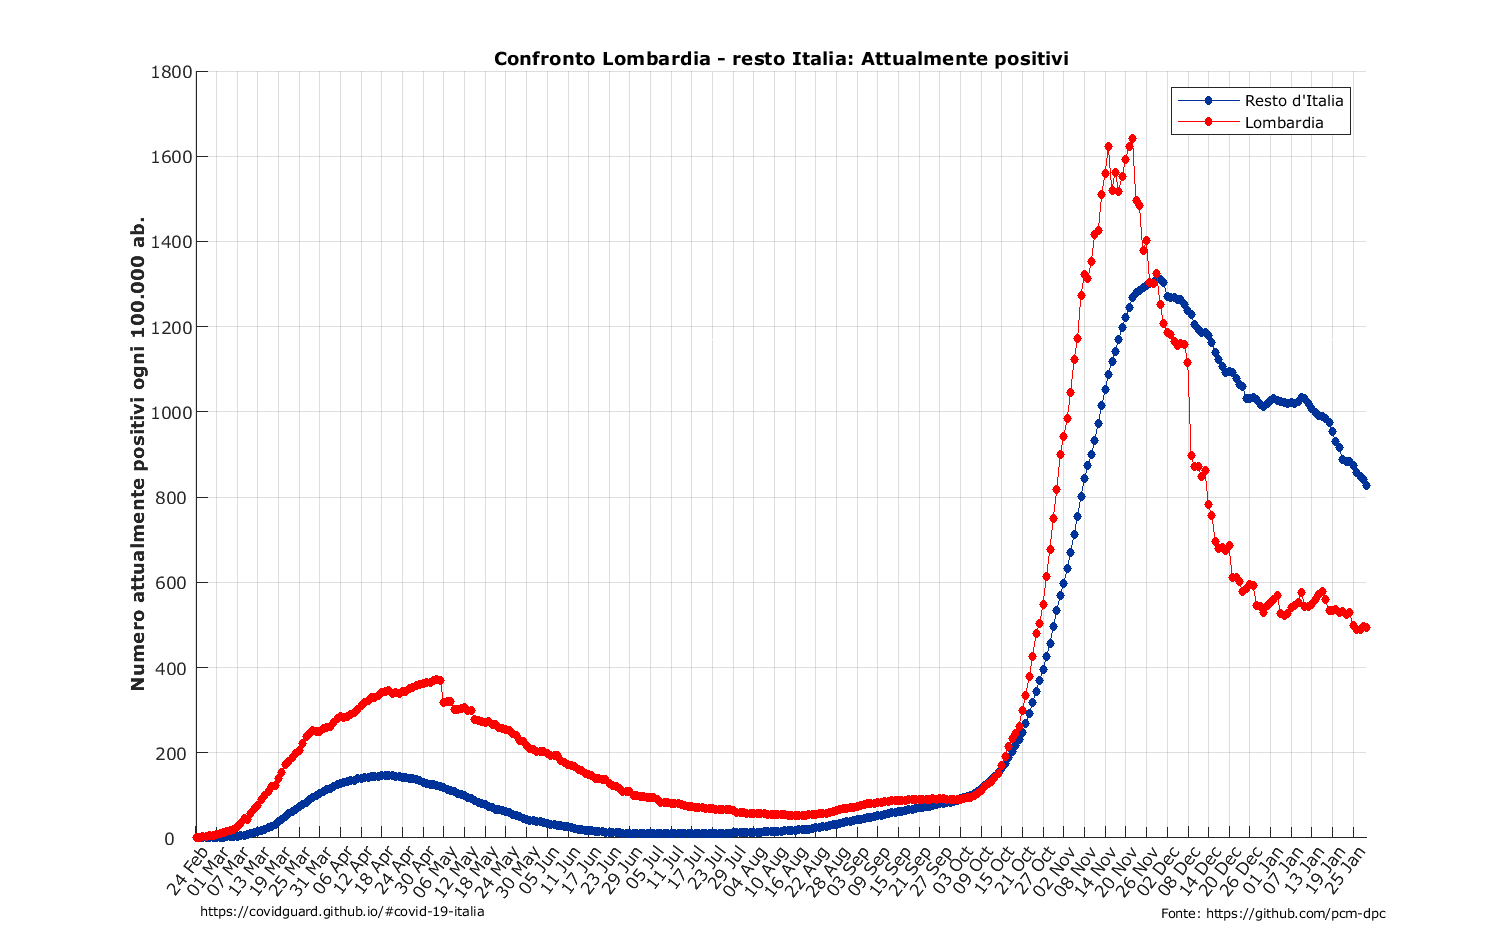 Confronto Lombardia - resto Italia: Attualmente positivi
Resto d'Italia
Lombardia
Numero attualmente positivi ogni 100.000 ab.
1800
1600
1400
1200
1000
800
600
400
200
0
24 Feb
01 Mar
07 Mar
13 Mar
19 Mar
25 Mar
31 Mar
06 Apr
12 Apr
18 Apr
24 Apr
30 Apr
06 May
12 May
18 May
24 May
30 May
05 Jun
11 Jun
17 Jun
23 Jun
29 Jun
05 Jul
11 Jul
17 Jul
23 Jul
29 Jul
04 Aug
10 Aug
16 Aug
22 Aug
28 Aug
03 Sep
09 Sep
15 Sep
21 Sep
27 Sep
03 Oct
09 Oct
15 Oct
21 Oct
27 Oct
02 Nov
08 Nov
14 Nov
20 Nov
26 Nov
02 Dec
08 Dec
14 Dec
20 Dec
26 Dec
01 Jan
07 Jan
13 Jan
19 Jan
25 Jan
https://covidguard.github.io/#covid-19-italia
Fonte: https://github.com/pcm-dpc